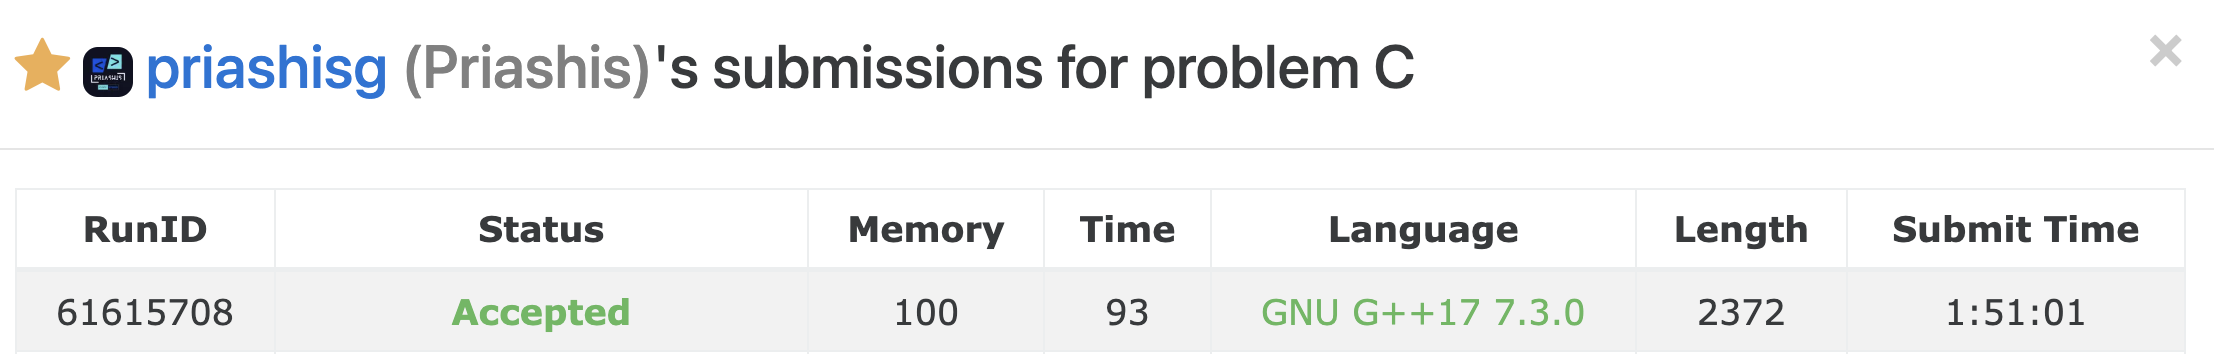 priashisg (Priashis)'s submissions for problem C
×
RunID Status Memory Time Language Length Submit Time
61615708 Accepted 100 93 GNU G++17 7.3.0 2372 1:51:01